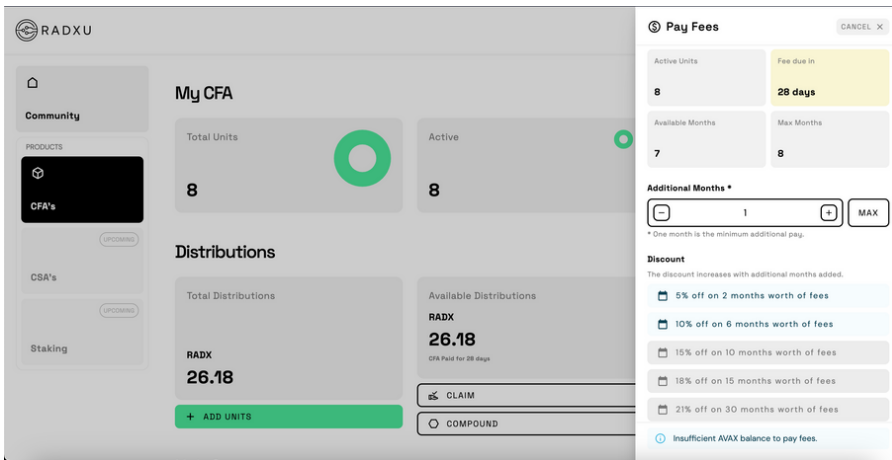 RADXU
Community
PRODUCTS
CFA's
UPCOMING
CSA's
UPCOMING
Staking
My CFA
Total Units
8
Active
8
Distributions
Total Distributions
RADX
26.18
+ ADD UNITS
Available Distributions
RADX
26.18
CFA Paid for 28 days
CLAIM
COMPOUND
Pay Fees
CANCEL X
Active Units
8
Fee due in
28 days
Available Months
7
Max Months
8
Additional Months *
− 1 + MAX
* One month is the minimum additional pay.
Discount
The discount increases with additional months added.
5% off on 2 months worth of fees
10% off on 6 months worth of fees
15% off on 10 months worth of fees
18% off on 15 months worth of fees
21% off on 30 months worth of fees
Insufficient AVAX balance to pay fees.